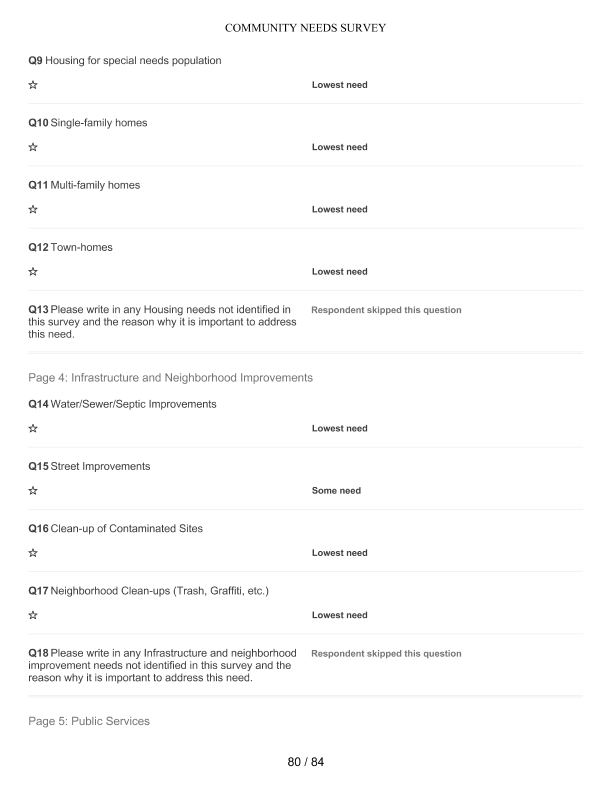 COMMUNITY NEEDS SURVEY
Q9 Housing for special needs population
☆ Lowest need
Q10 Single-family homes
☆ Lowest need
Q11 Multi-family homes
☆ Lowest need
Q12 Town-homes
☆ Lowest need
Q13 Please write in any Housing needs not identified in Respondent skipped this question
this survey and the reason why it is important to address
this need.
Page 4: Infrastructure and Neighborhood Improvements
Q14 Water/Sewer/Septic Improvements
☆ Lowest need
Q15 Street Improvements
☆ Some need
Q16 Clean-up of Contaminated Sites
☆ Lowest need
Q17 Neighborhood Clean-ups (Trash, Graffiti, etc.)
☆ Lowest need
Q18 Please write in any Infrastructure and neighborhood Respondent skipped this question
improvement needs not identified in this survey and the
reason why it is important to address this need.
Page 5: Public Services
80 / 84